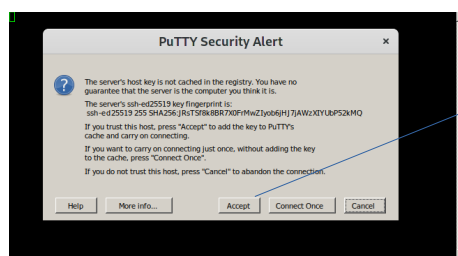 PuTTY Security Alert
The server's host key is not cached in the registry. You have no
guarantee that the server is the computer you think it is.
The server's ssh-ed25519 key fingerprint is:
ssh-ed25519 255 SHA256:JRsTSf8k8BR7X0FrMwZIyob6jHJ7jAWzXIYUbP52kMQ
If you trust this host, press "Accept" to add the key to PuTTY's
cache and carry on connecting.
If you want to carry on connecting just once, without adding the key
to the cache, press "Connect Once".
If you do not trust this host, press "Cancel" to abandon the connection.
Help More info... Accept Connect Once Cancel